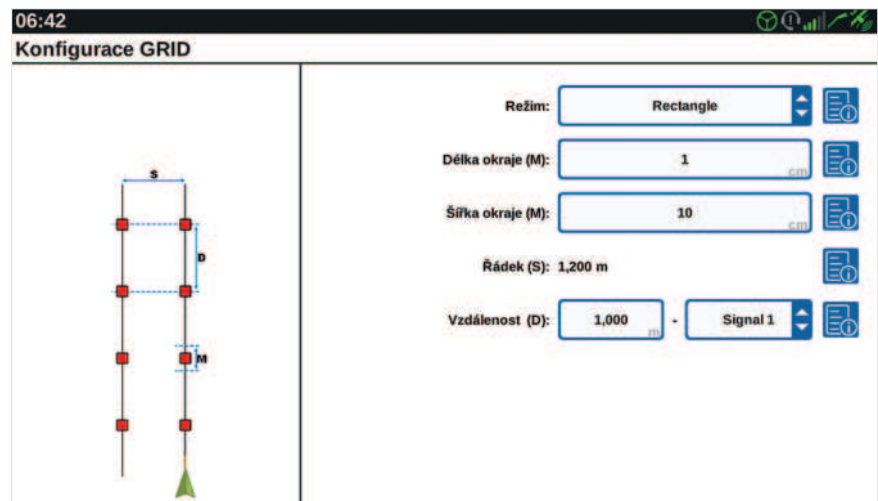 06:42
Konfigurace GRID
S
D
M
Režim: Rectangle
Délka okraje (M): 1 cm
Šířka okraje (M): 10 cm
Řádek (S): 1,200 m
Vzdálenost (D): 1,000 m - Signal 1